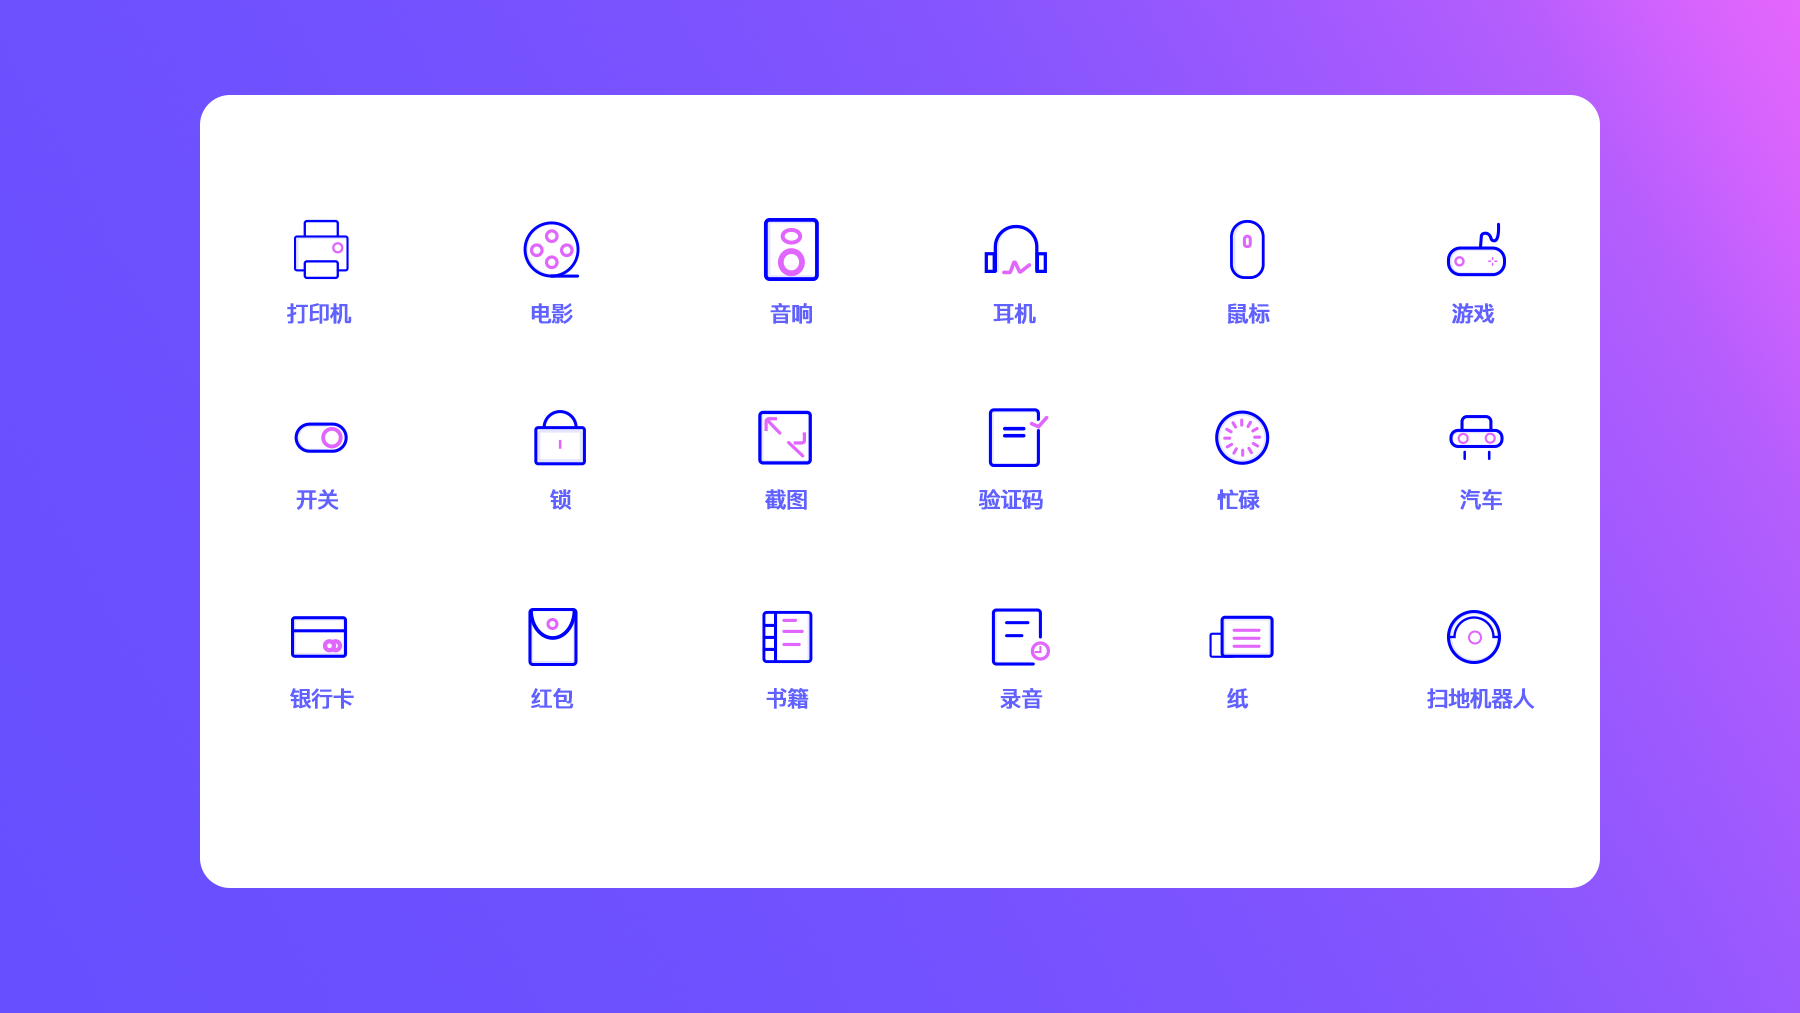 打印机 电影 音响 耳机 鼠标 游戏
开关 锁 截图 验证码 忙碌 汽车
银行卡 红包 书籍 录音 纸 扫地机器人